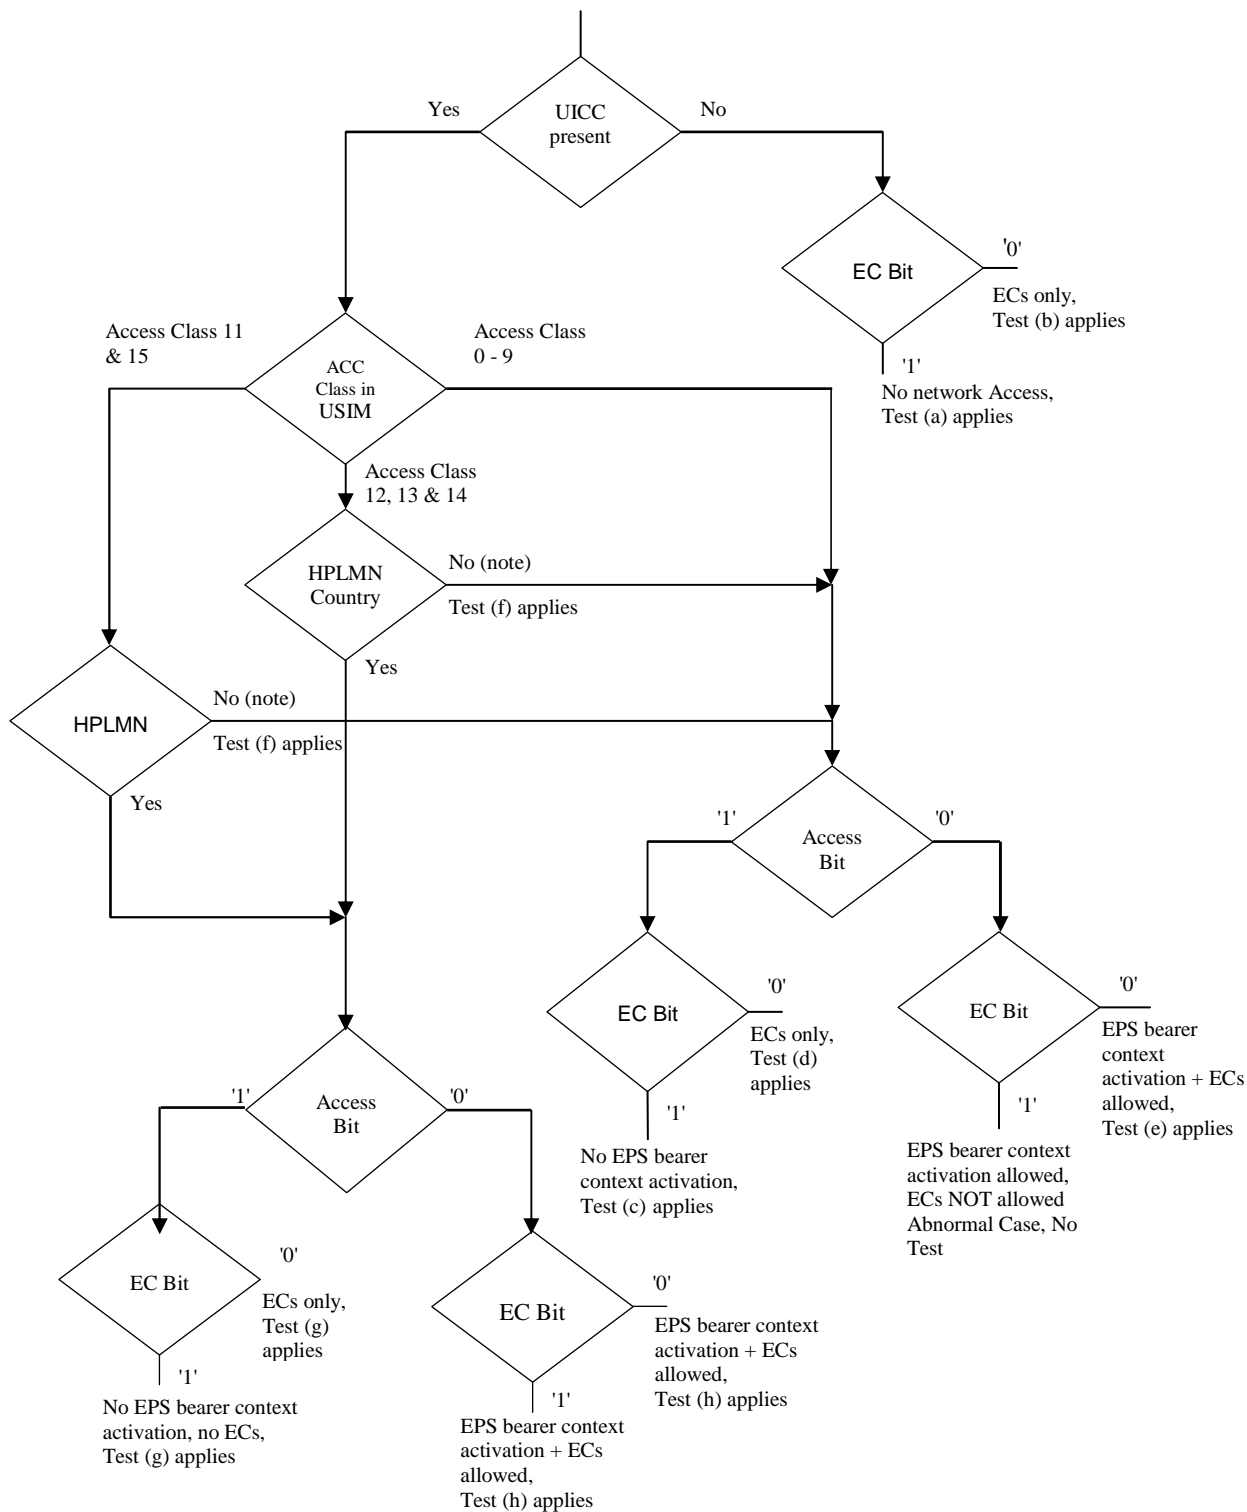 Yes
UICC
present
No
EC Bit
'0'
ECs only,
Test (b) applies
'1'
No network Access,
Test (a) applies
Access Class 11
& 15
ACC
Class in
USIM
Access Class
0 - 9
Access Class
12, 13 & 14
HPLMN
Country
No (note)
Test (f) applies
Yes
HPLMN
No (note)
Test (f) applies
Yes
'1'
Access
Bit
'0'
EC Bit
'0'
ECs only,
Test (d)
applies
'1'
No EPS bearer
context activation,
Test (c) applies
EC Bit
'0'
EPS bearer
context
activation + ECs
allowed,
Test (e) applies
'1'
EPS bearer context
activation allowed,
ECs NOT allowed
Abnormal Case, No
Test
'1'
Access
Bit
'0'
EC Bit
'0'
ECs only,
Test (g)
applies
'1'
No EPS bearer context
activation, no ECs,
Test (g) applies
EC Bit
'0'
EPS bearer context
activation + ECs
allowed,
Test (h) applies
'1'
EPS bearer context
activation + ECs
allowed,
Test (h) applies